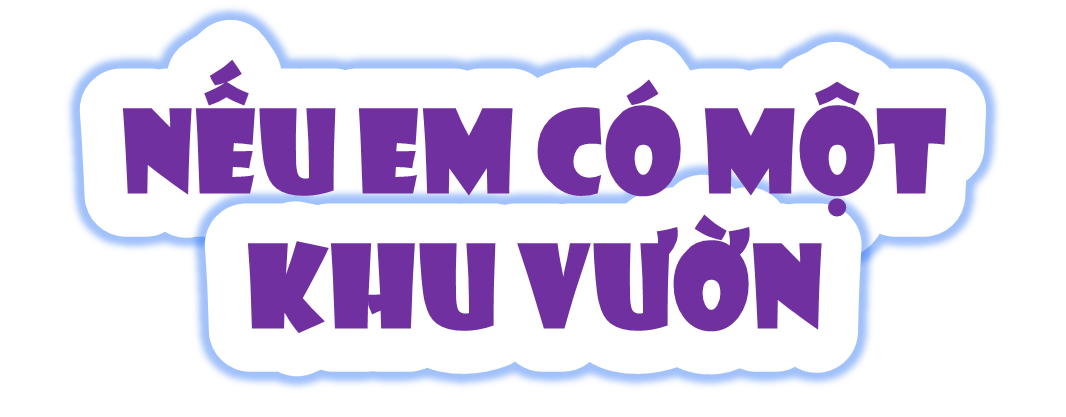 NẾU EM CÓ MỘT
KHU VƯỜN